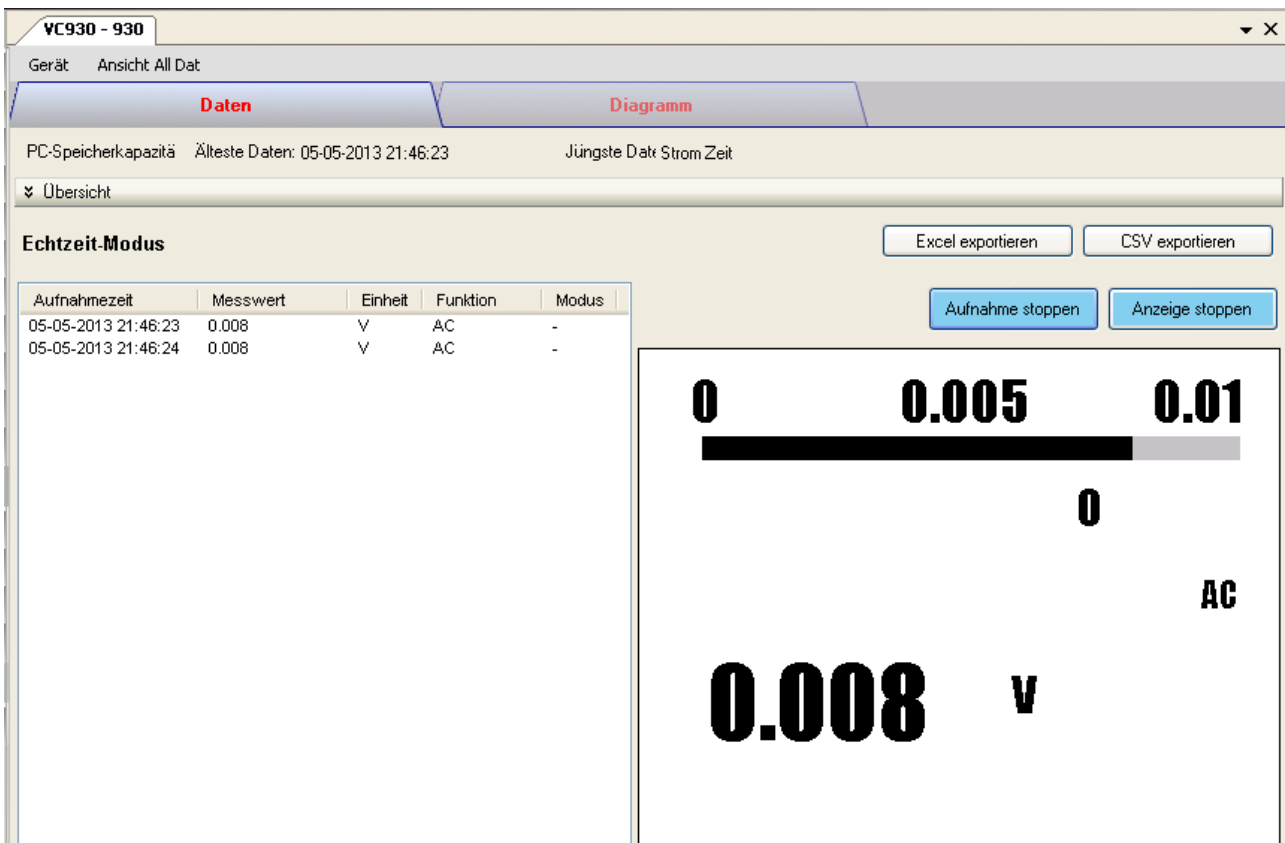 VC930 - 930
Gerät Ansicht All Dat
Daten Diagramm
PC-Speicherkapazitä Älteste Daten: 05-05-2013 21:46:23 Jüngste Date Strom Zeit
Übersicht
Echtzeit-Modus
Excel exportieren CSV exportieren
Aufnahmezeit Messwert Einheit Funktion Modus
05-05-2013 21:46:23 0.008 V AC -
05-05-2013 21:46:24 0.008 V AC -
Aufnahme stoppen Anzeige stoppen
0 0.005 0.01
0
AC
0.008 V